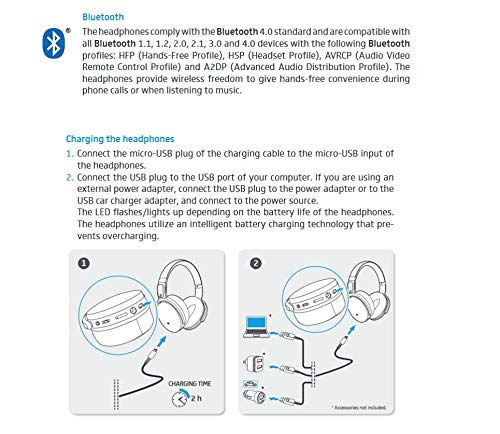 Bluetooth
The headphones comply with the Bluetooth 4.0 standard and are compatible with
all Bluetooth 1.1, 1.2, 2.0, 2.1, 3.0 and 4.0 devices with the following Bluetooth
profiles: HFP (Hands-Free Profile), HSP (Headset Profile), AVRCP (Audio Video
Remote Control Profile) and A2DP (Advanced Audio Distribution Profile). The
headphones provide wireless freedom to give hands-free convenience during
phone calls or when listening to music.
®
Charging the headphones
1. Connect the micro-USB plug of the charging cable to the micro-USB input of
the headphones.
2. Connect the USB plug to the USB port of your computer. If you are using an
external power adapter, connect the USB plug to the power adapter or to the
USB car charger adapter, and connect to the power source.
The LED flashes/lights up depending on the battery life of the headphones.
The headphones utilize an intelligent battery charging technology that pre-
vents overcharging.
1
CHARGING TIME
2 h
2
*
*
*
* Accessories not included.